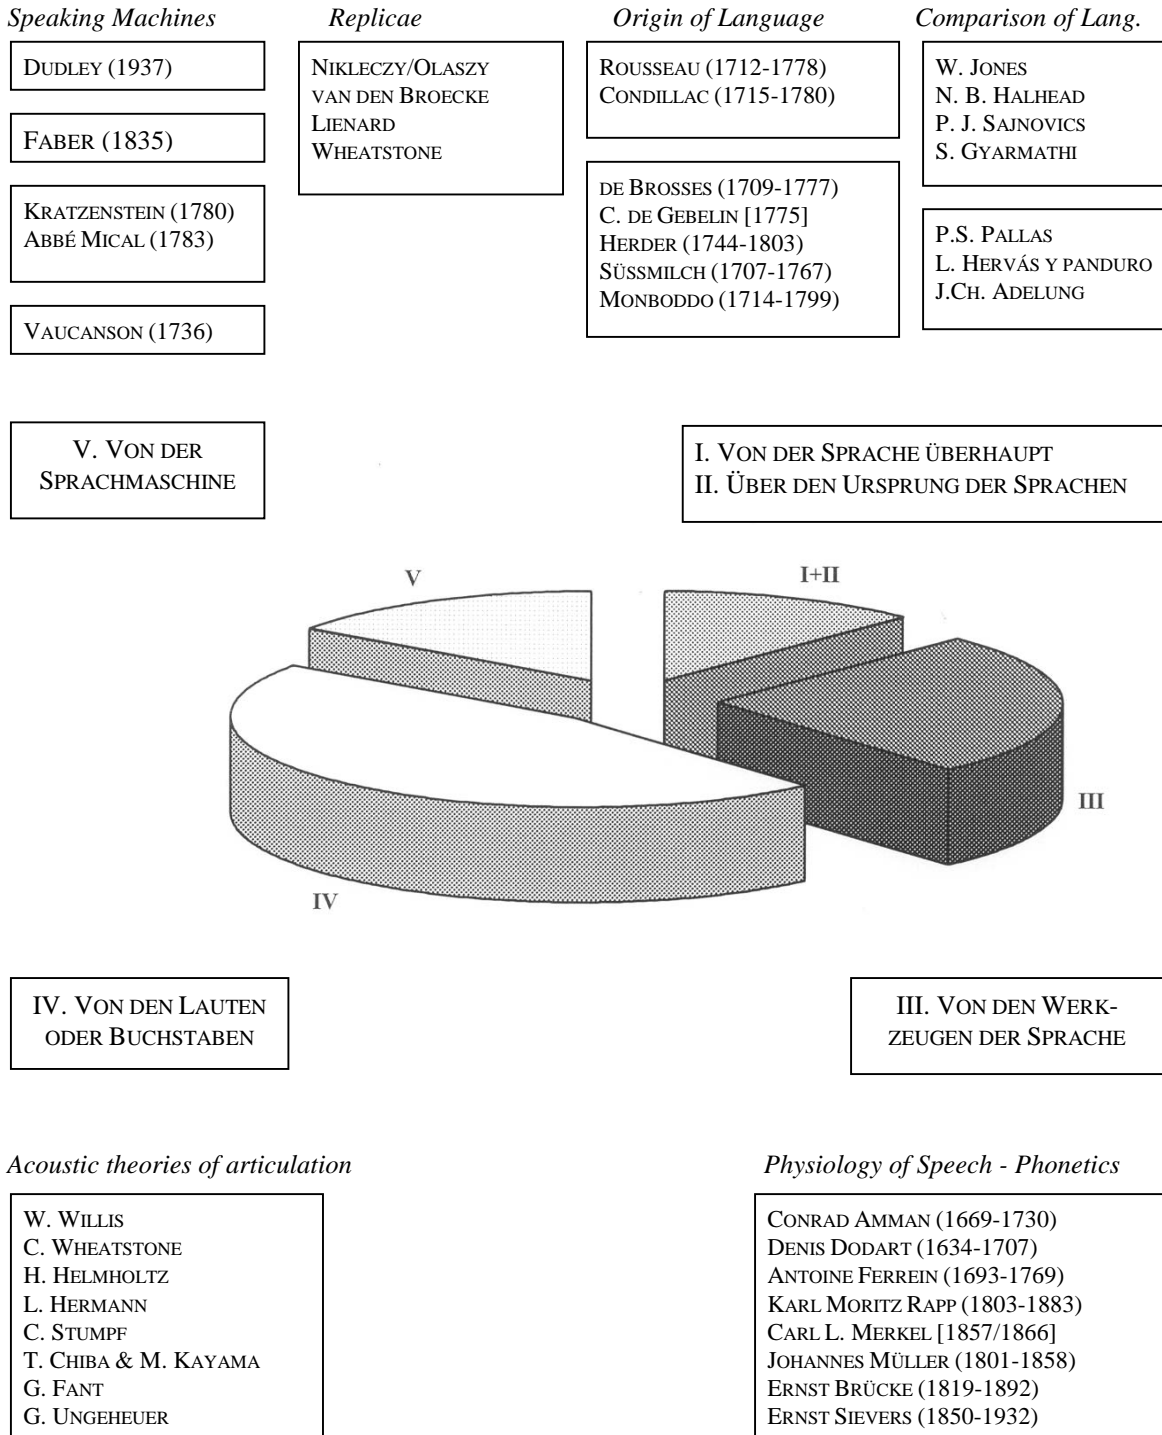 Speaking Machines
DUDLEY (1937)
FABER (1835)
KRATZENSTEIN (1780)
ABBÉ MICAL (1783)
VAUCANSON (1736)
Replicae
NIKLECZY/OLASZY
VAN DEN BROECKE
LIENARD
WHEATSTONE
Origin of Language
ROUSSEAU (1712-1778)
CONDILLAC (1715-1780)
DE BROSSES (1709-1777)
C. DE GEBELIN [1775]
HERDER (1744-1803)
SÜSSMILCH (1707-1767)
MONBODDO (1714-1799)
Comparison of Lang.
W. JONES
N. B. HALHEAD
P. J. SAJNOVICS
S. GYARMATHI
P.S. PALLAS
L. HERVÁS Y PANDURO
J.CH. ADELUNG
V. VON DER
SPRACHMASCHINE
I. VON DER SPRACHE ÜBERHAUPT
II. ÜBER DEN URSPRUNG DER SPRACHEN
V
I+II
III
IV
IV. VON DEN LAUTEN
ODER BUCHSTABEN
III. VON DEN WERK-
ZEUGEN DER SPRACHE
Acoustic theories of articulation
W. WILLIS
C. WHEATSTONE
H. HELMHOLTZ
L. HERMANN
C. STUMPF
T. CHIBA & M. KAYAMA
G. FANT
G. UNGEHEUER
Physiology of Speech - Phonetics
CONRAD AMMAN (1669-1730)
DENIS DODART (1634-1707)
ANTOINE FERREIN (1693-1769)
KARL MORITZ RAPP (1803-1883)
CARL L. MERKEL [1857/1866]
JOHANNES MÜLLER (1801-1858)
ERNST BRÜCKE (1819-1892)
ERNST SIEVERS (1850-1932)